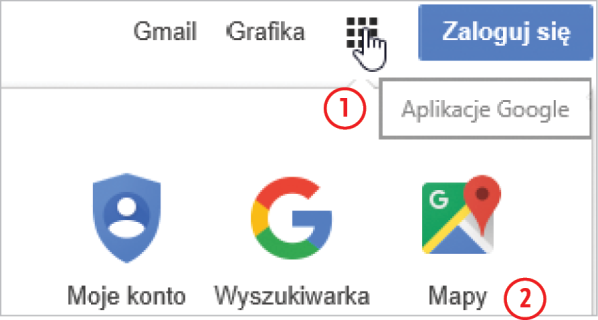 Gmail Grafika Zaloguj się
1 Aplikacje Google
G
Moje konto Wyszukiwarka Mapy 2